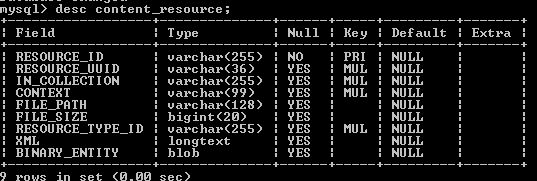 mysql> desc content_resource;
+------------------+--------------+------+-----+---------+-------+
| Field            | Type         | Null | Key | Default | Extra |
+------------------+--------------+------+-----+---------+-------+
| RESOURCE_ID      | varchar(255) | NO   | PRI | NULL    |       |
| RESOURCE_UUID    | varchar(36)  | YES  | MUL | NULL    |       |
| IN_COLLECTION    | varchar(255) | YES  | MUL | NULL    |       |
| CONTEXT          | varchar(99)  | YES  | MUL | NULL    |       |
| FILE_PATH        | varchar(128) | YES  |     | NULL    |       |
| FILE_SIZE        | bigint(20)   | YES  |     | NULL    |       |
| RESOURCE_TYPE_ID | varchar(255) | YES  | MUL | NULL    |       |
| XML              | longtext     | YES  |     | NULL    |       |
| BINARY_ENTITY    | blob         | YES  |     | NULL    |       |
+------------------+--------------+------+-----+---------+-------+
9 rows in set (0.00 sec)